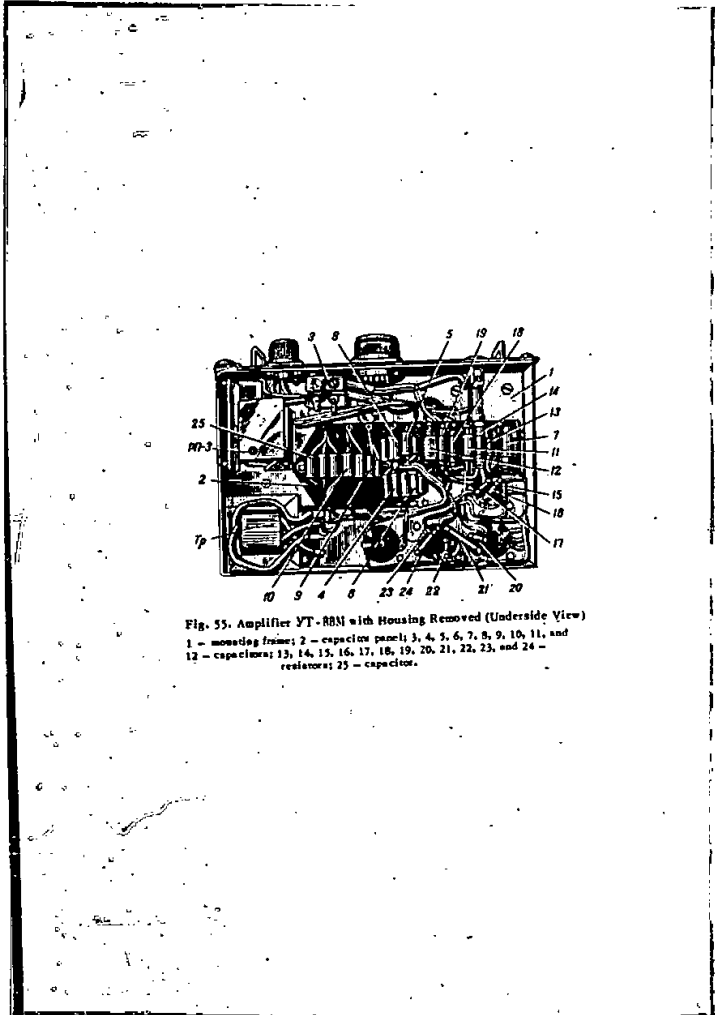 3 8 5 19 18
1
14
13
25
7
РП-3
11
2
12
15
16
Тр
17
10 9 4 6 23 24 22 21 20
Fig. 55. Amplifier УТ-88М with Housing Removed (Underside View)
1 — mounting frame; 2 — capacitor panel; 3, 4, 5, 6, 7, 8, 9, 10, 11, and
12 — capacitors; 13, 14, 15, 16, 17, 18, 19, 20, 21, 22, 23, and 24 —
resistors; 25 — capacitor.